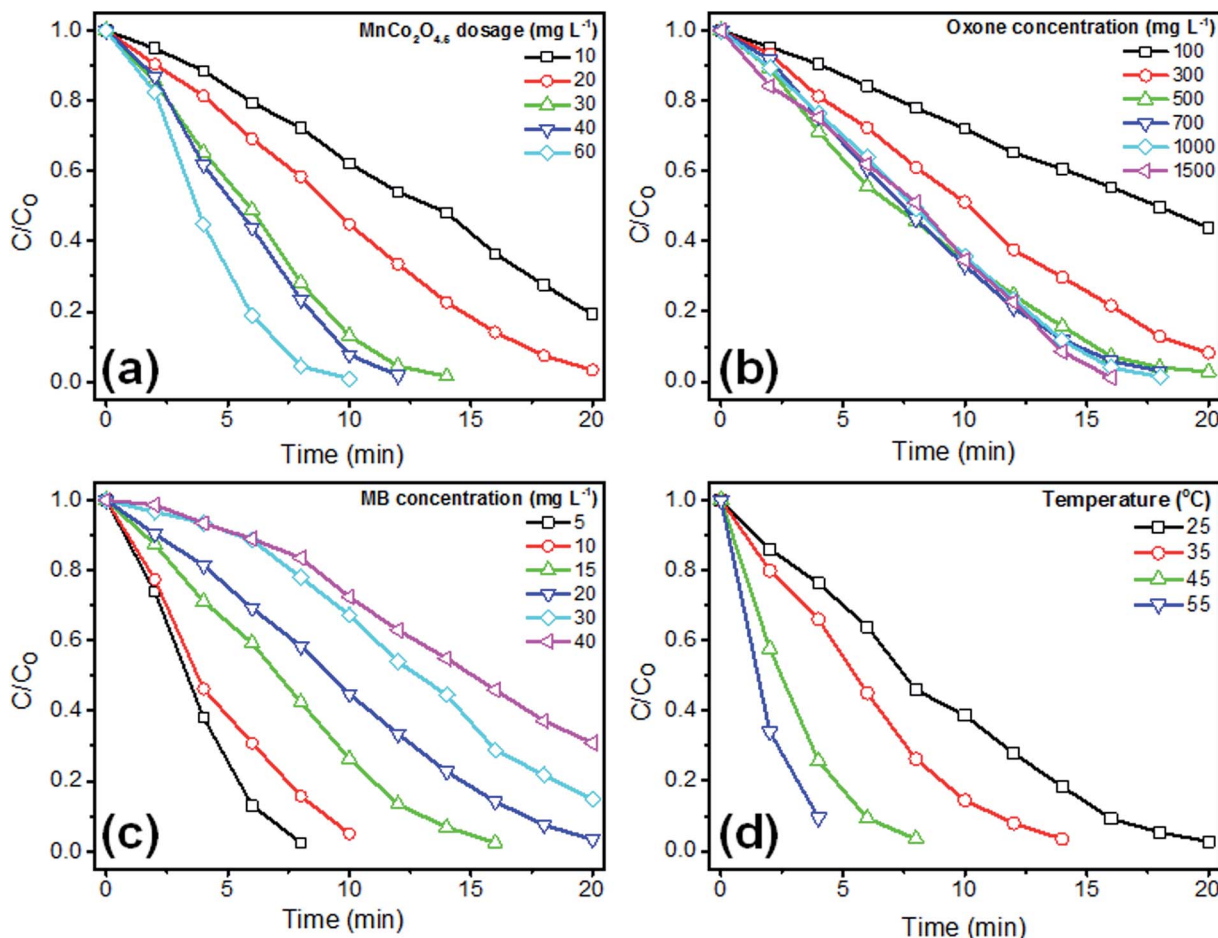 MnCo₂O₄.₅ dosage (mg L⁻¹)
10
20
30
40
60
C/C₀
1.0
0.8
0.6
0.4
0.2
0.0
(a)
0 5 10 15 20
Time (min)
Oxone concentration (mg L⁻¹)
100
300
500
700
1000
1500
C/C₀
1.0
0.8
0.6
0.4
0.2
0.0
(b)
0 5 10 15 20
Time (min)
MB concentration (mg L⁻¹)
5
10
15
20
30
40
C/C₀
1.0
0.8
0.6
0.4
0.2
0.0
(c)
0 5 10 15 20
Time (min)
Temperature (⁰C)
25
35
45
55
C/C₀
1.0
0.8
0.6
0.4
0.2
0.0
(d)
0 5 10 15 20
Time (min)